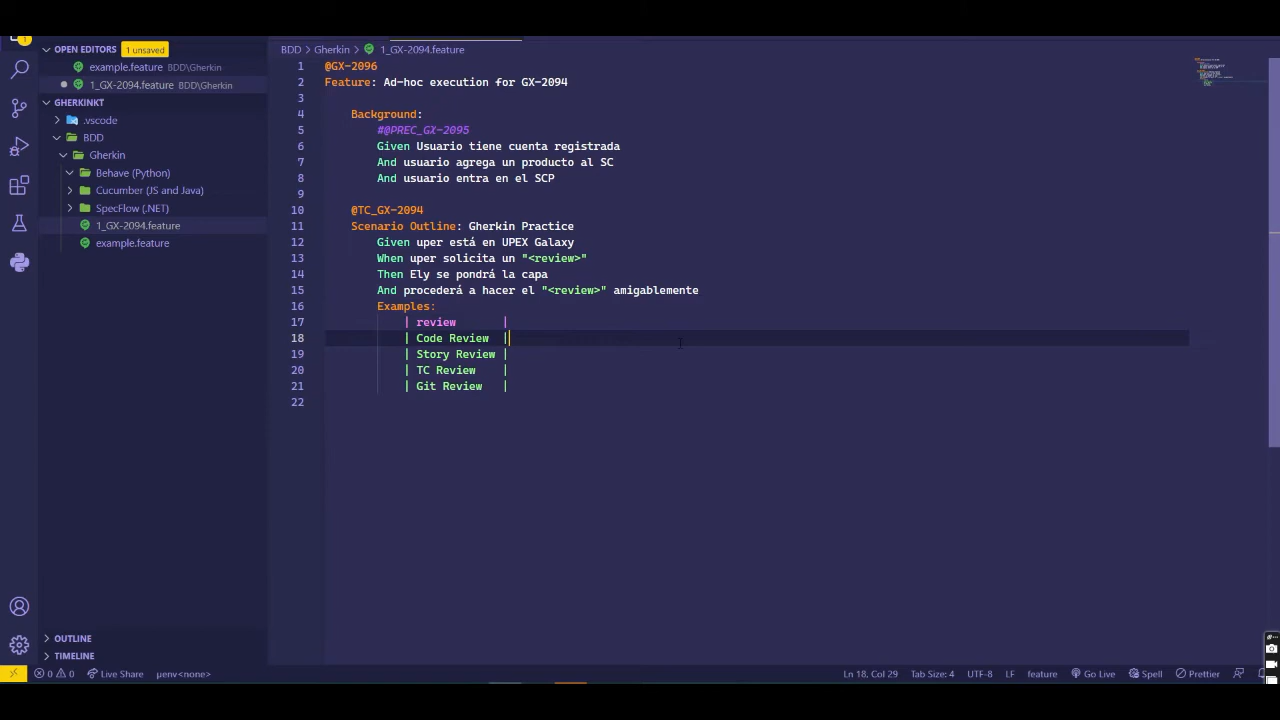 OPEN EDITORS 1 unsaved
example.feature BDD\Gherkin
1_GX-2094.feature BDD\Gherkin
GHERKINKT
.vscode
BDD
Gherkin
Behave (Python)
Cucumber (JS and Java)
SpecFlow (.NET)
1_GX-2094.feature
example.feature
OUTLINE
TIMELINE
BDD > Gherkin > 1_GX-2094.feature
1 @GX-2096
2 Feature: Ad-hoc execution for GX-2094
3
4 Background:
5 #@PREC_GX-2095
6 Given Usuario tiene cuenta registrada
7 And usuario agrega un producto al SC
8 And usuario entra en el SCP
9
10 @TC_GX-2094
11 Scenario Outline: Gherkin Practice
12 Given uper está en UPEX Galaxy
13 When uper solicita un "<review>"
14 Then Ely se pondrá la capa
15 And procederá a hacer el "<review>" amigablemente
16 Examples:
17 | review |
18 | Code Review |
19 | Story Review |
20 | TC Review |
21 | Git Review |
22
0 0 Live Share µenv<none> Ln 18, Col 29 Tab Size: 4 UTF-8 LF feature Go Live Spell Prettier